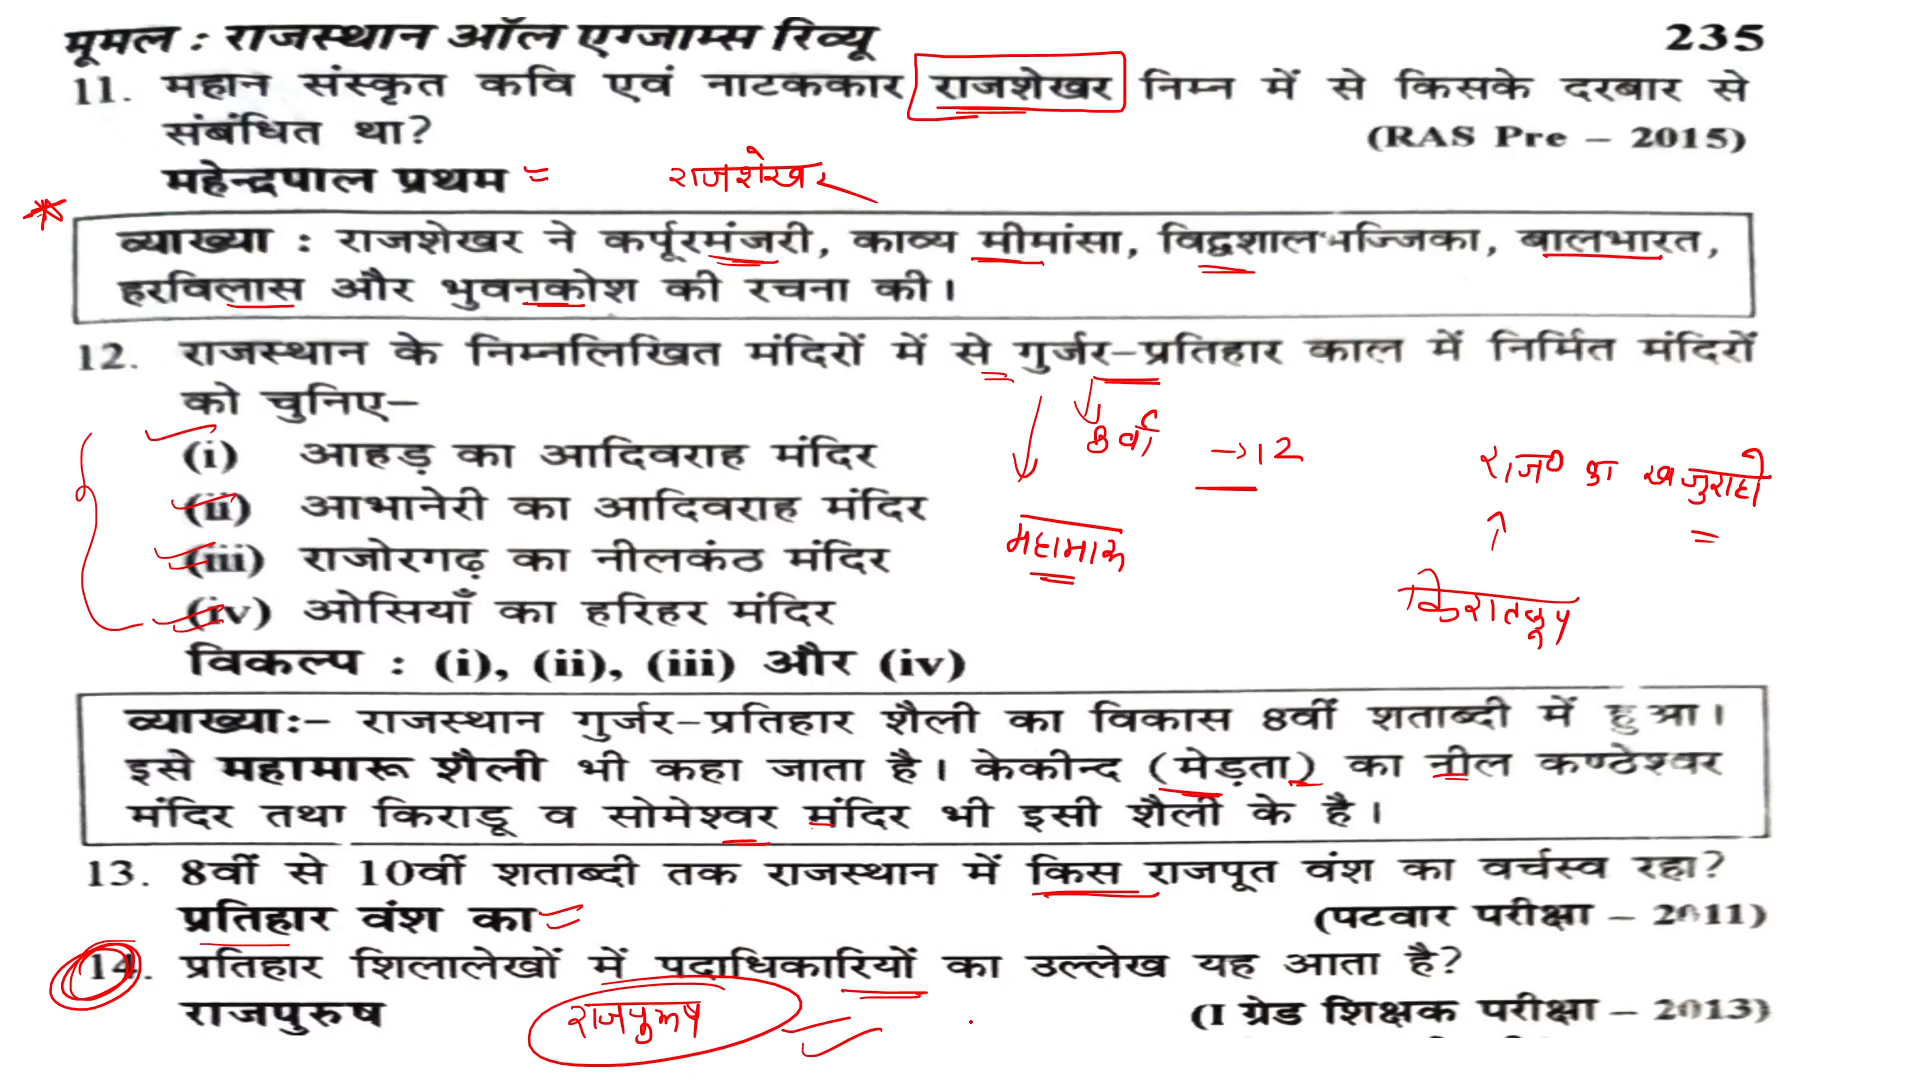 मूमल : राजस्थान ऑल एग्जाम्स रिव्यू 235
11. महान संस्कृत कवि एवं नाटककार राजशेखर निम्न में से किसके दरबार से
संबंधित था? (RAS Pre – 2015)
महेन्द्रपाल प्रथम = राजशेखर
व्याख्या : राजशेखर ने कर्पूरमंजरी, काव्य मीमांसा, विद्वशालभज्जिका, बालभारत,
हरविलास और भुवनकोश की रचना की।
12. राजस्थान के निम्नलिखित मंदिरों में से गुर्जर-प्रतिहार काल में निर्मित मंदिरों
को चुनिए–
8वीं → 12
(i) आहड़ का आदिवराह मंदिर
राज० का खजुराहो
(ii) आभानेरी का आदिवराह मंदिर
(iii) राजोरगढ़ का नीलकंठ मंदिर
महामारू
(iv) ओसियाँ का हरिहर मंदिर
किरातकूप
विकल्प : (i), (ii), (iii) और (iv)
व्याख्याः– राजस्थान गुर्जर-प्रतिहार शैली का विकास 8वीं शताब्दी में हुआ।
इसे महामारू शैली भी कहा जाता है। केकीन्द (मेड़ता) का नील कण्ठेश्वर
मंदिर तथा किराडू व सोमेश्वर मंदिर भी इसी शैली के है।
13. 8वीं से 10वीं शताब्दी तक राजस्थान में किस राजपूत वंश का वर्चस्व रहा?
प्रतिहार वंश का = (पटवार परीक्षा – 2011)
14. प्रतिहार शिलालेखों में पदाधिकारियों का उल्लेख यह आता है?
राजपुरुष राजपुरुष (I ग्रेड शिक्षक परीक्षा – 2013)